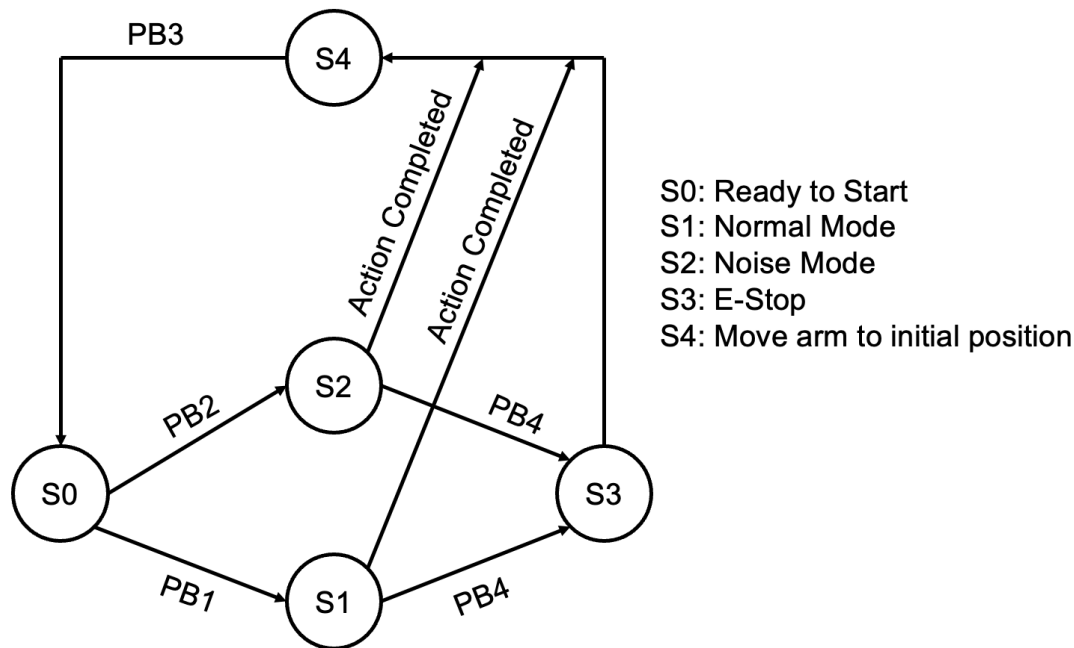 PB3
S4
Action Completed
Action Completed
S0: Ready to Start
S1: Normal Mode
S2: Noise Mode
S3: E-Stop
S4: Move arm to initial position
S2
PB2
PB4
S0
S3
PB1
S1
PB4